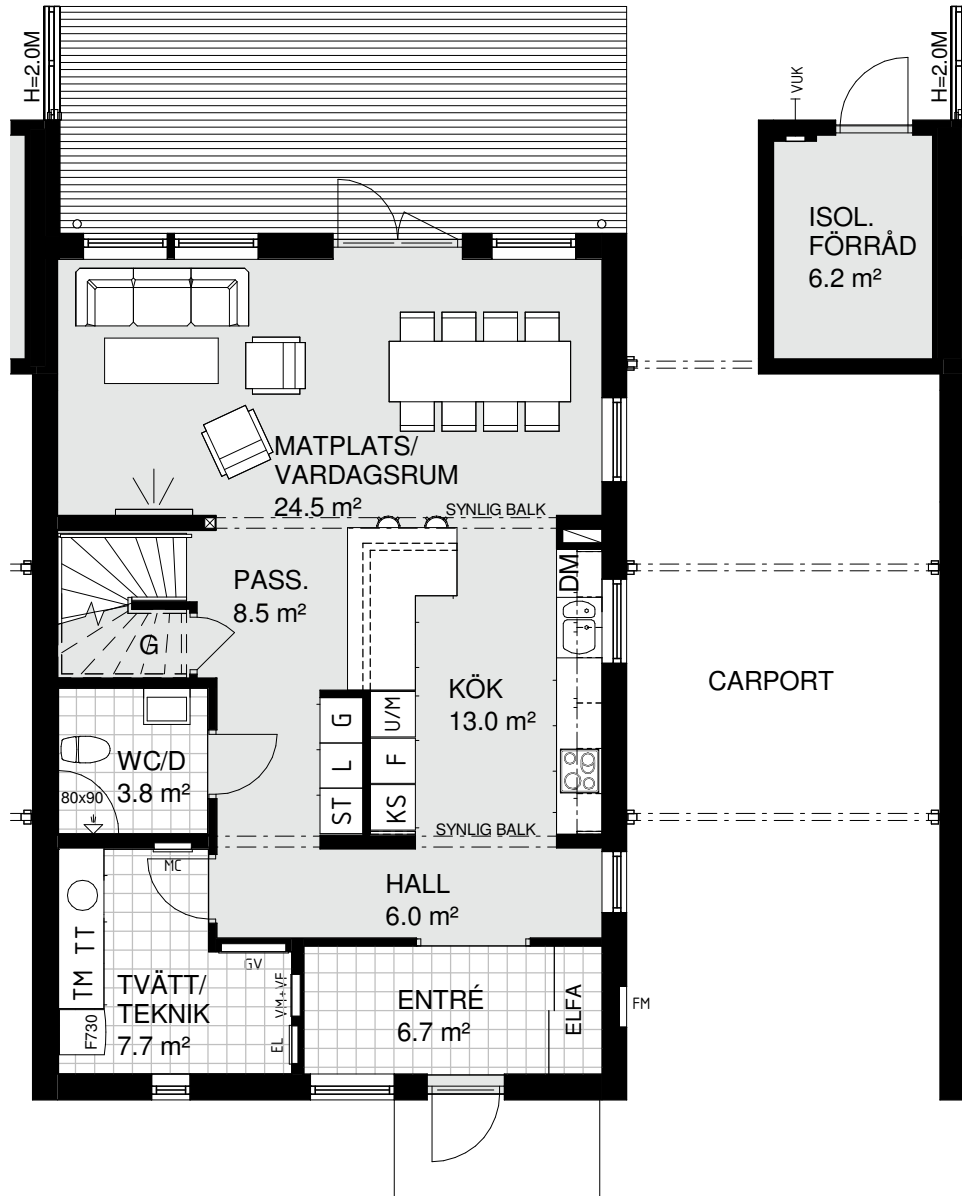 H=2.0M
VUK
H=2.0M
ISOL.
FÖRRÅD
6.2 m²
MATPLATS/
VARDAGSRUM
24.5 m²
SYNLIG BALK
PASS.
8.5 m²
DM
G
KÖK
13.0 m²
CARPORT
G
L
ST
U/M
F
KS
WC/D
3.8 m²
80x90
SYNLIG BALK
MC
HALL
6.0 m²
TM TT
GV
VM+VF
TVÄTT/
TEKNIK
7.7 m²
F730
EL
ENTRÉ
6.7 m²
ELFA
FM